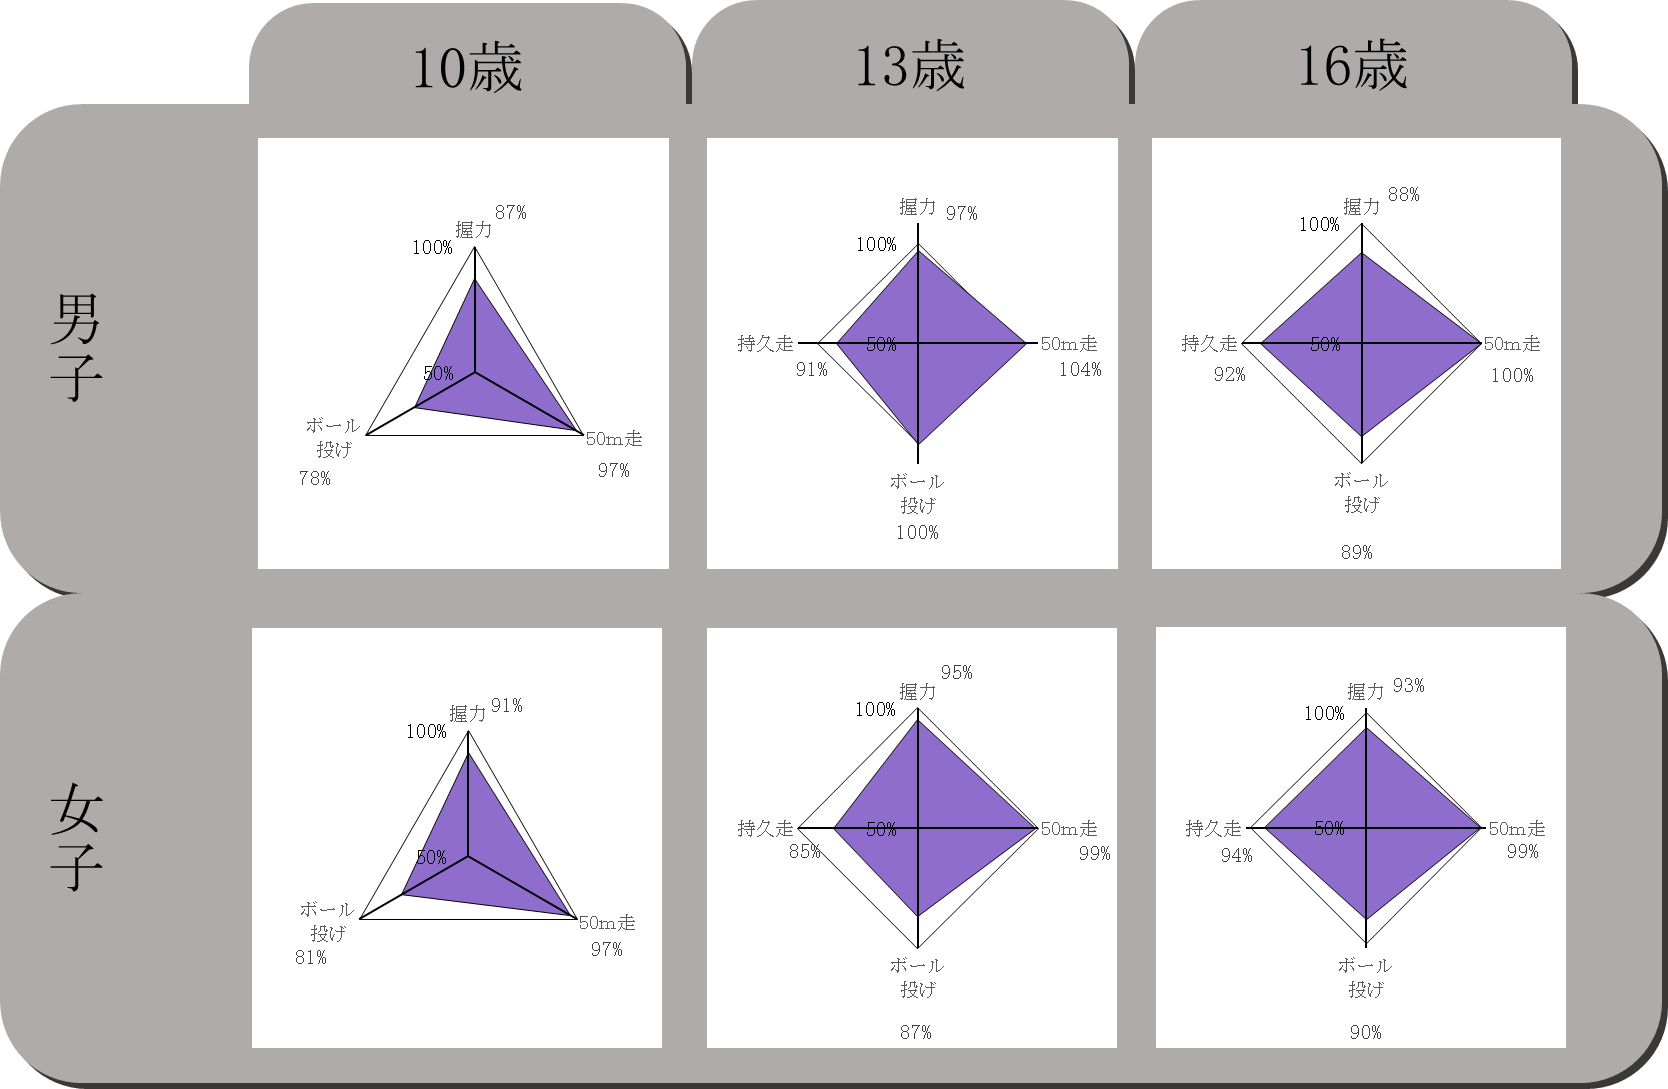 10歳
13歳
16歳
男子
87%
握力
100%
50%
ボール
投げ
78%
50m走
97%
握力
97%
100%
持久走
50%
50m走
91%
104%
ボール
投げ
100%
88%
握力
100%
持久走
50%
50m走
92%
100%
ボール
投げ
89%
女子
91%
握力
100%
50%
ボール
投げ
81%
50m走
97%
95%
握力
100%
持久走
50%
50m走
85%
99%
ボール
投げ
87%
握力
93%
100%
持久走
50%
50m走
94%
99%
ボール
投げ
90%